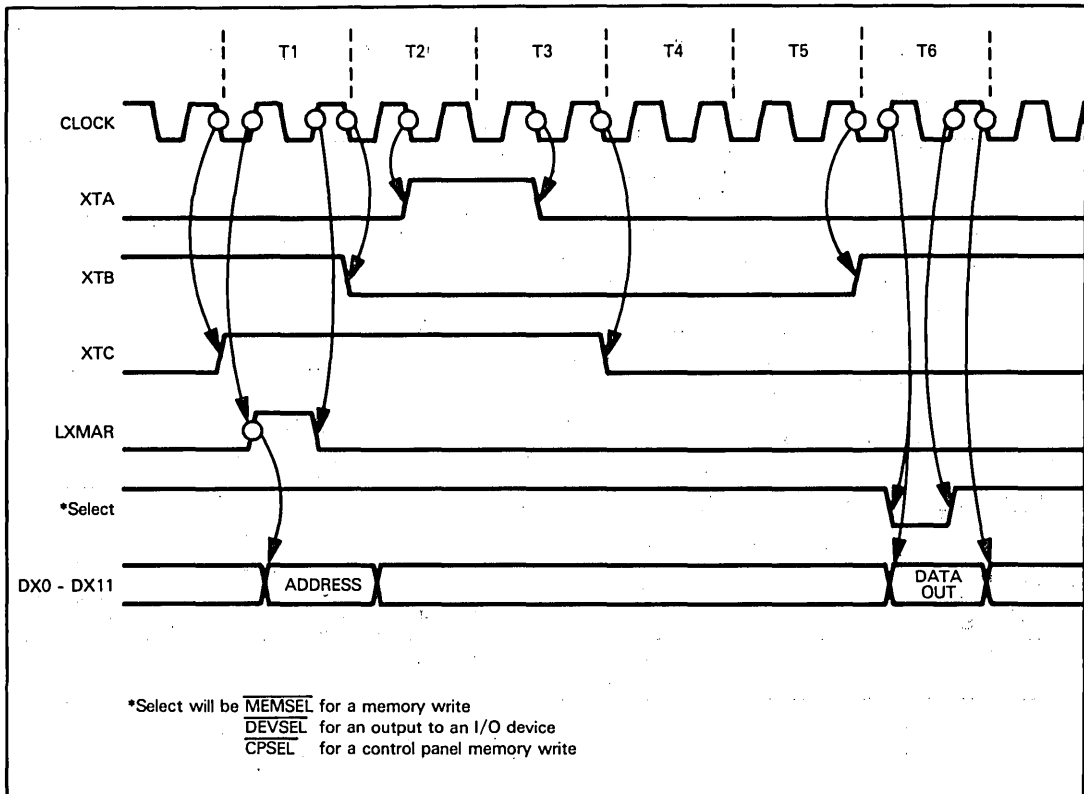 T1 T2 T3 T4 T5 T6
CLOCK
XTA
XTB
XTC
LXMAR
*Select
DX0 - DX11 ADDRESS DATA OUT
*Select will be MEMSEL for a memory write
DEVSEL for an output to an I/O device
CPSEL for a control panel memory write